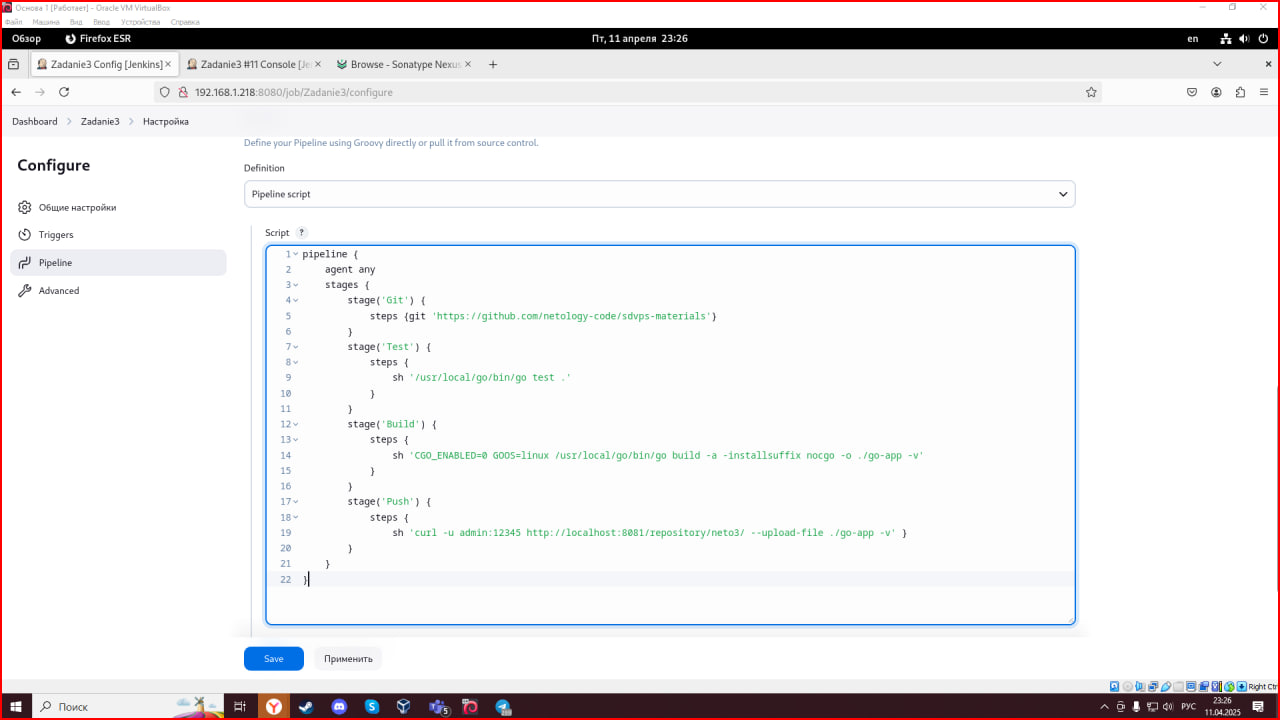 Основа 1 [Работает] - Oracle VM VirtualBox
Файл Машина Вид Ввод Устройства Справка
Обзор Firefox ESR Пт, 11 апреля 23:26 en
Zadanie3 Config [Jenkins] Zadanie3 #11 Console [Je Browse - Sonatype Nexus
192.168.1.218:8080/job/Zadanie3/configure
Dashboard Zadanie3 Настройка
Configure
Общие настройки
Triggers
Pipeline
Advanced
Define your Pipeline using Groovy directly or pull it from source control.
Definition
Pipeline script
Script ?
1 pipeline {
2 agent any
3 stages {
4 stage('Git') {
5 steps {git 'https://github.com/netology-code/sdvps-materials'}
6 }
7 stage('Test') {
8 steps {
9 sh '/usr/local/go/bin/go test .'
10 }
11 }
12 stage('Build') {
13 steps {
14 sh 'CGO_ENABLED=0 GOOS=linux /usr/local/go/bin/go build -a -installsuffix nocgo -o ./go-app -v'
15 }
16 }
17 stage('Push') {
18 steps {
19 sh 'curl -u admin:12345 http://localhost:8081/repository/neto3/ --upload-file ./go-app -v' }
20 }
21 }
22 }
Save Применить
Right Ctr
Поиск 5 РУС 23:26
11.04.2025